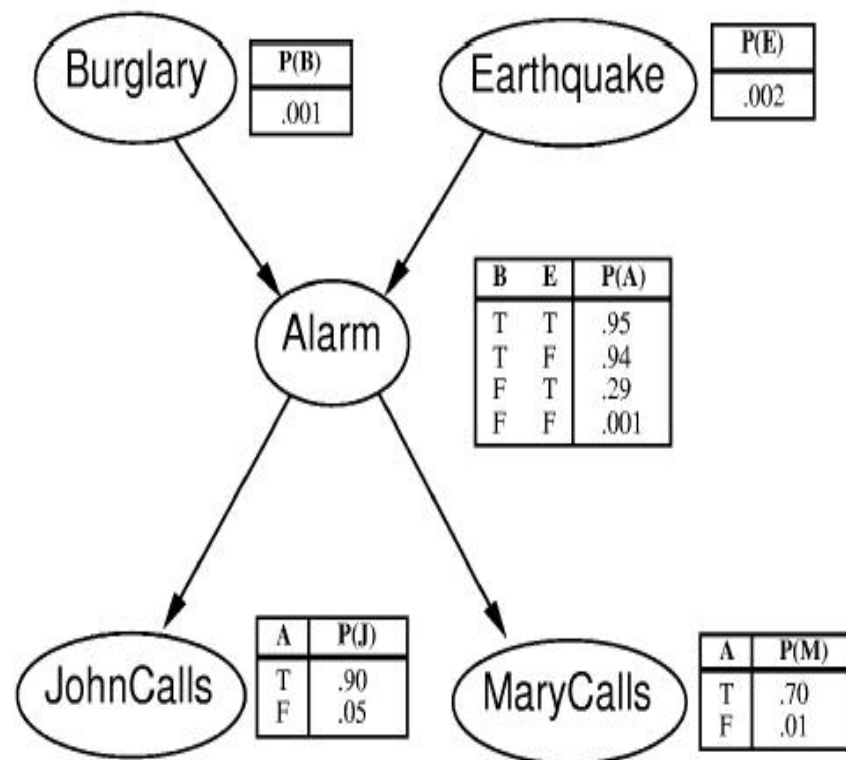 Burglary
P(B)
.001
Earthquake
P(E)
.002
Alarm
B E P(A)
T T .95
T F .94
F T .29
F F .001
JohnCalls
A P(J)
T .90
F .05
MaryCalls
A P(M)
T .70
F .01